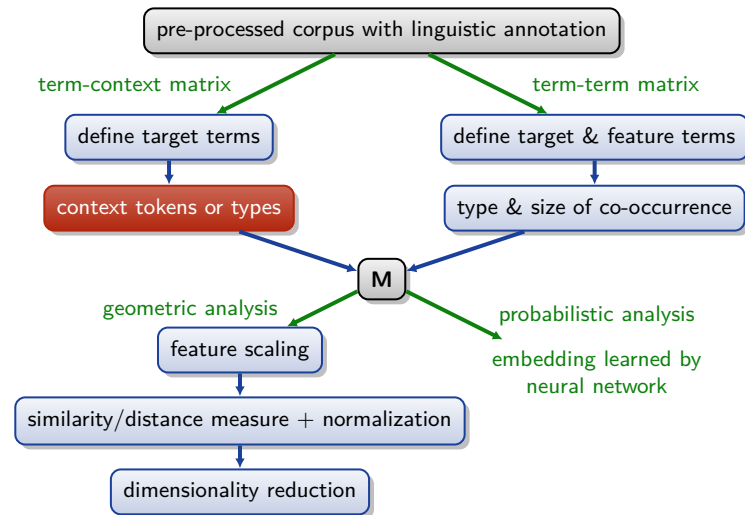 pre-processed corpus with linguistic annotation
term-context matrix
term-term matrix
define target terms
define target & feature terms
context tokens or types
type & size of co-occurrence
M
geometric analysis
probabilistic analysis
feature scaling
embedding learned by
neural network
similarity/distance measure + normalization
dimensionality reduction